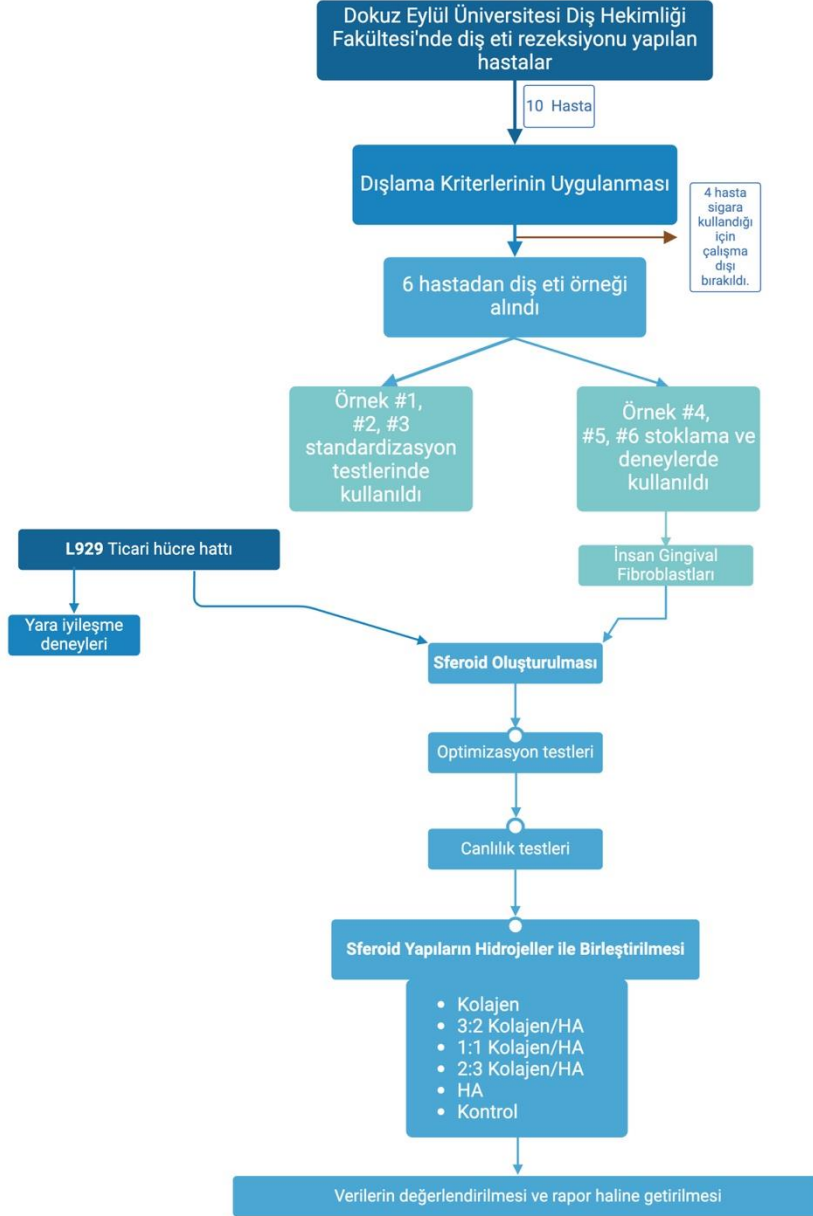 Dokuz Eylül Üniversitesi Diş Hekimliği
Fakültesi'nde diş eti rezeksiyonu yapılan
hastalar
10 Hasta
Dışlama Kriterlerinin Uygulanması
4 hasta
sigara
kullandığı
için
çalışma
dışı
bırakıldı.
6 hastadan diş eti örneği
alındı
Örnek #1,
#2, #3
standardizasyon
testlerinde
kullanıldı
Örnek #4,
#5, #6 stoklama ve
deneylerde
kullanıldı
L929 Ticari hücre hattı
İnsan Gingival
Fibroblastları
Yara iyileşme
deneyleri
Sferoid Oluşturulması
Optimizasyon testleri
Canlılık testleri
Sferoid Yapıların Hidrojeller ile Birleştirilmesi
• Kolajen
• 3:2 Kolajen/HA
• 1:1 Kolajen/HA
• 2:3 Kolajen/HA
• HA
• Kontrol
Verilerin değerlendirilmesi ve rapor haline getirilmesi